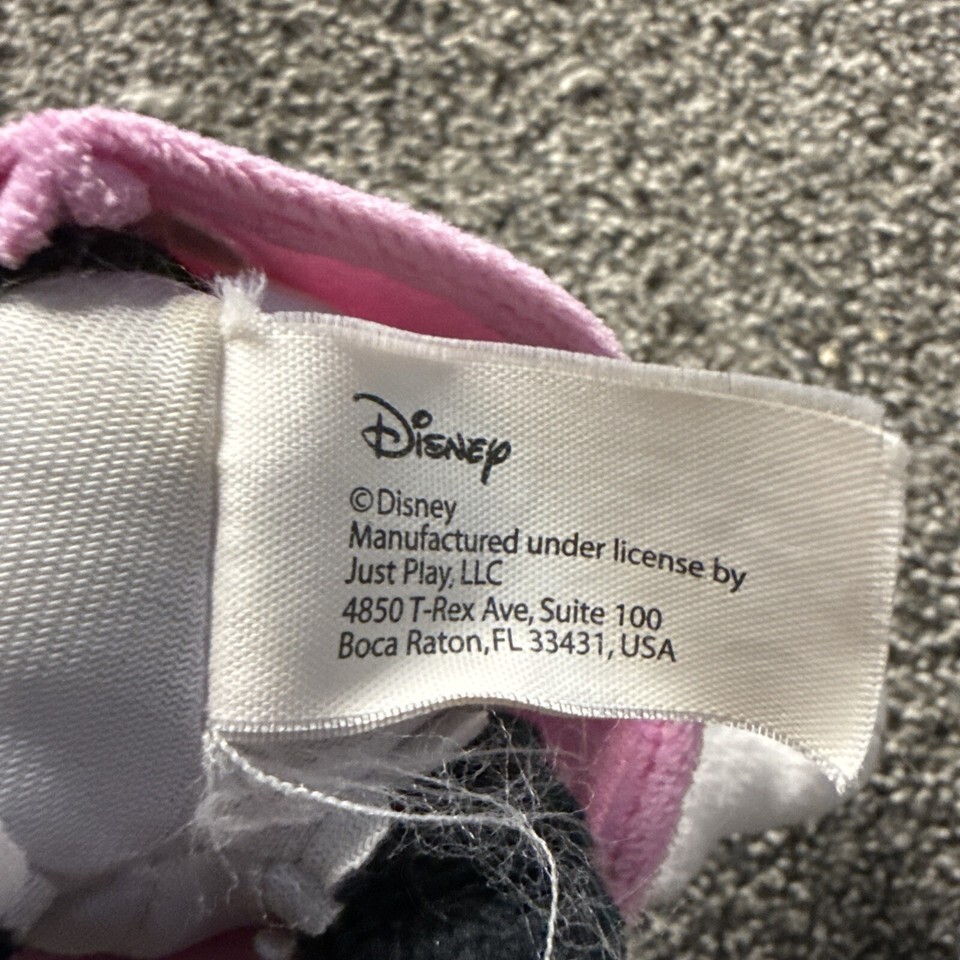 Disney
©Disney
Manufactured under license by
Just Play, LLC
4850 T-Rex Ave, Suite 100
Boca Raton, FL 33431, USA